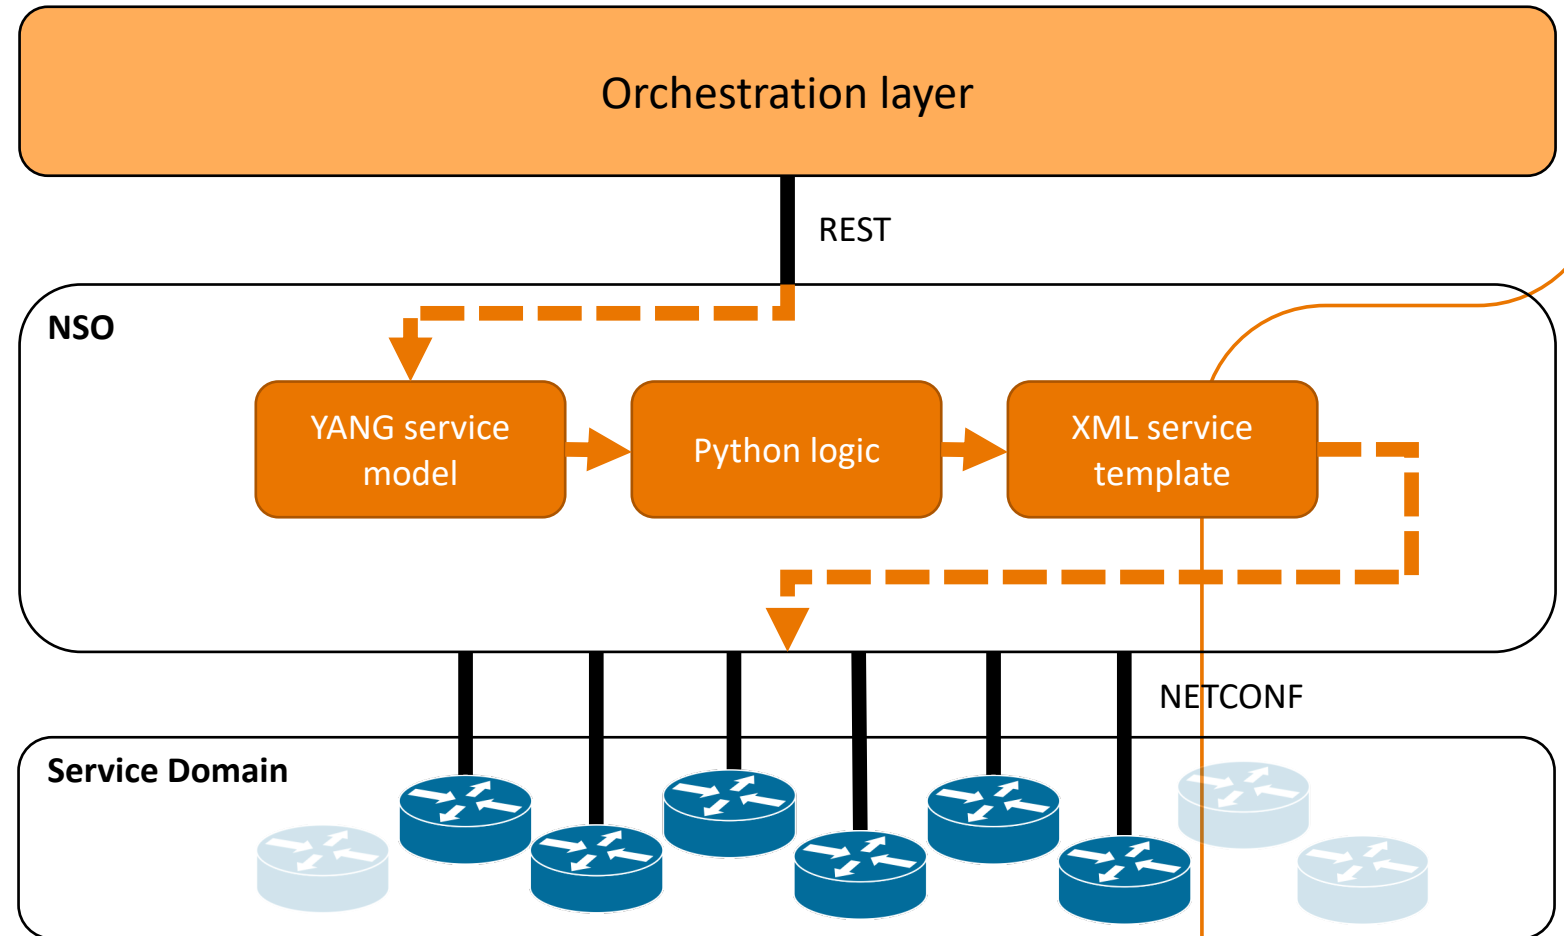 Orchestration layer
REST
NSO
YANG service
model
Python logic
XML service
template
NETCONF
Service Domain